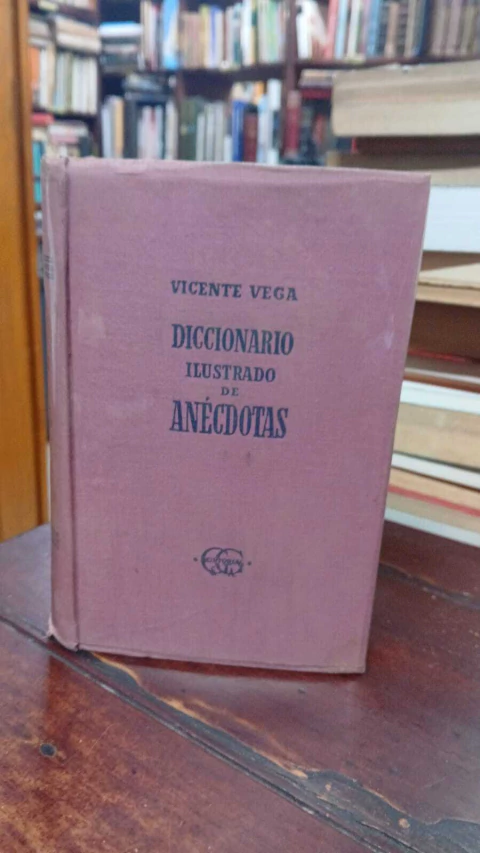 VICENTE VEGA
DICCIONARIO
ILUSTRADO
DE
ANÉCDOTAS